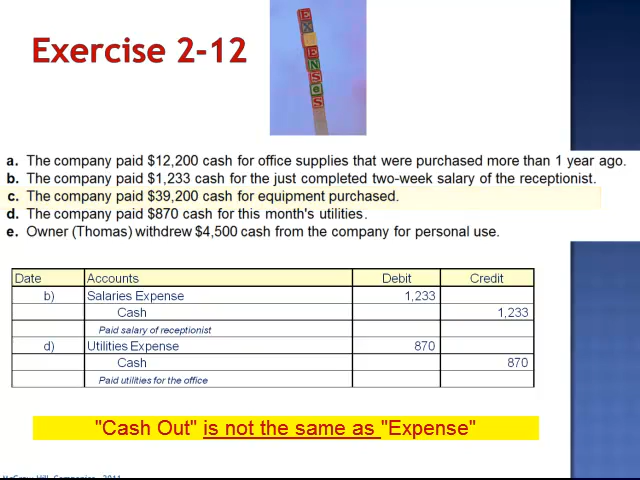 Exercise 2-12
EXPENSES
a. The company paid $12,200 cash for office supplies that were purchased more than 1 year ago.
b. The company paid $1,233 cash for the just completed two-week salary of the receptionist.
c. The company paid $39,200 cash for equipment purchased.
d. The company paid $870 cash for this month's utilities.
e. Owner (Thomas) withdrew $4,500 cash from the company for personal use.
Date Accounts Debit Credit
b) Salaries Expense 1,233
Cash 1,233
Paid salary of receptionist
d) Utilities Expense 870
Cash 870
Paid utilities for the office
"Cash Out" is not the same as "Expense"
McGraw-Hill Companies, 2011